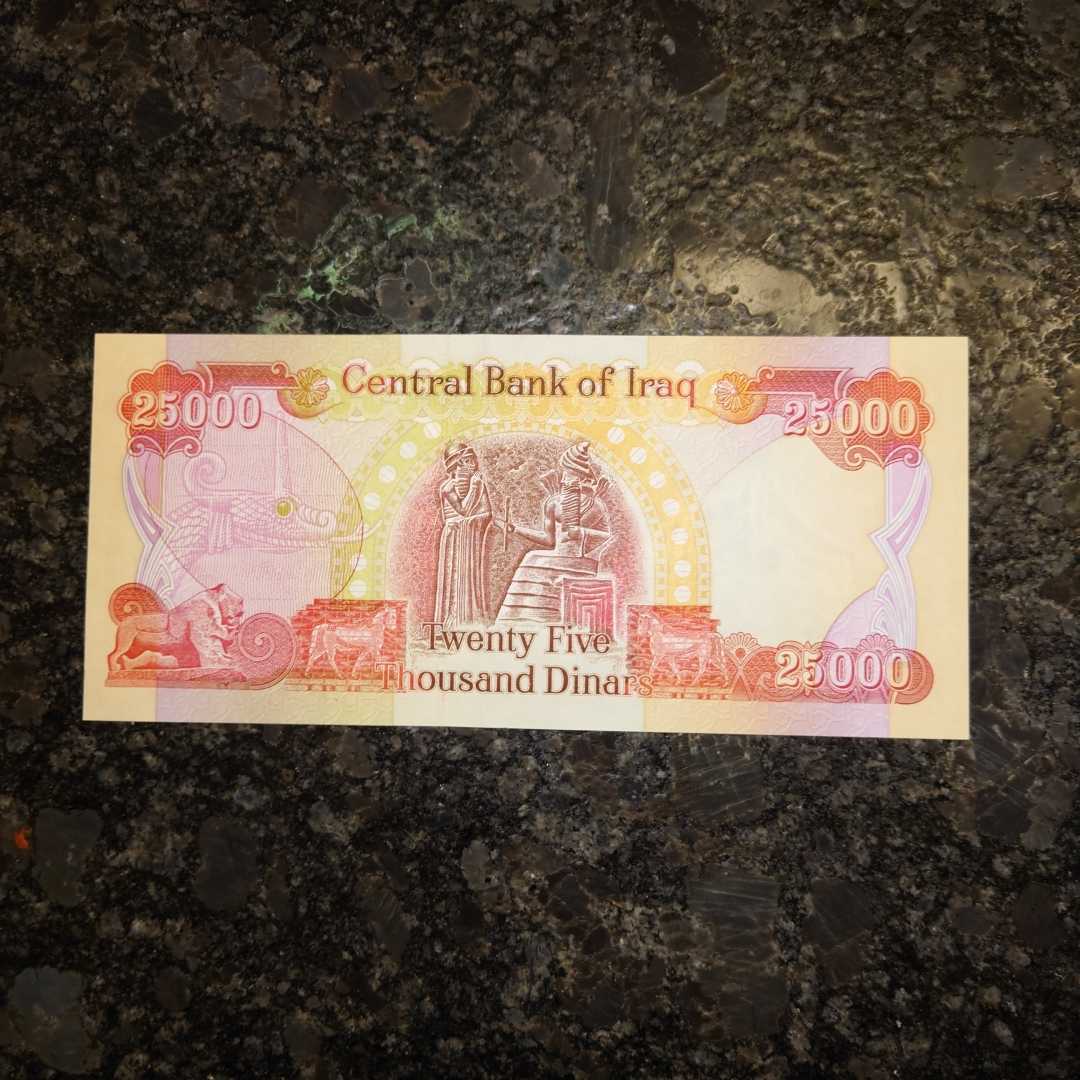 Central Bank of Iraq
25000
25000
Twenty Five
Thousand Dinars
25000